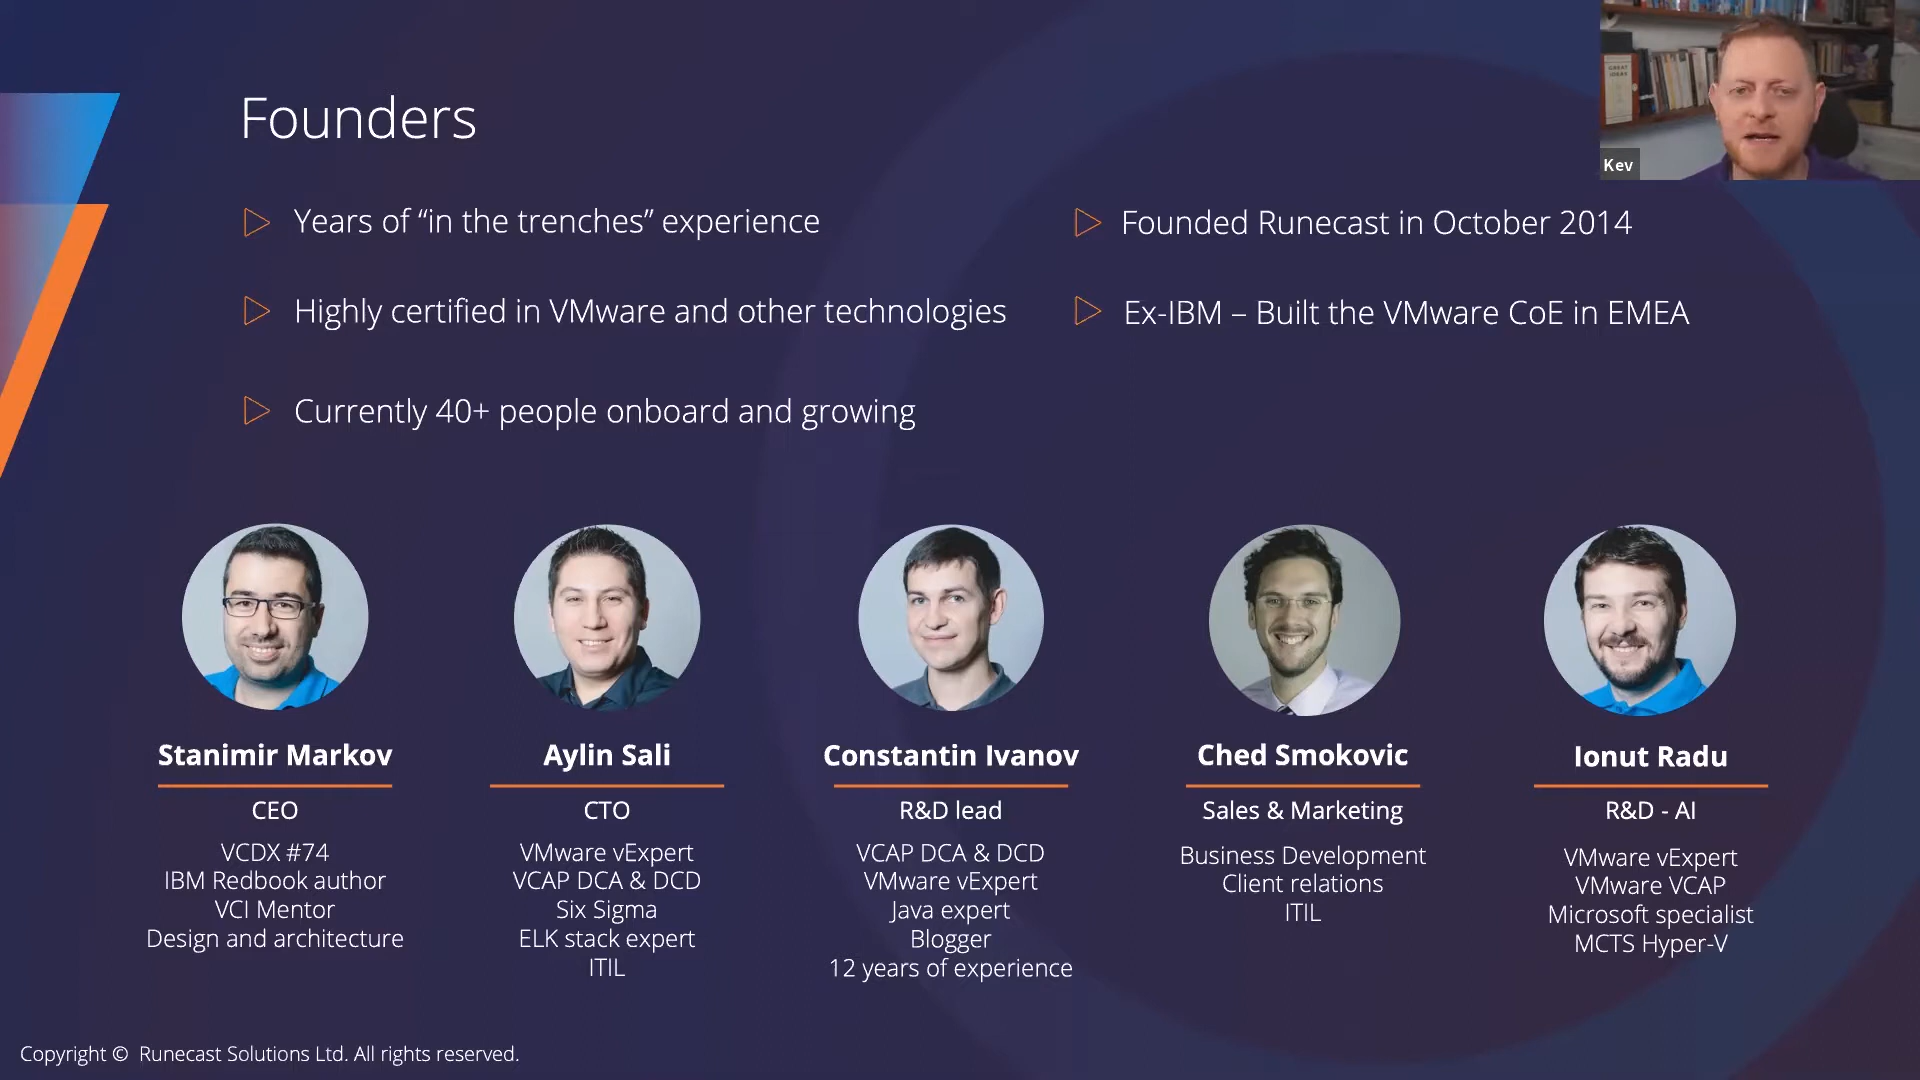 Founders
Years of “in the trenches” experience
Founded Runecast in October 2014
Highly certified in VMware and other technologies
Ex-IBM – Built the VMware CoE in EMEA
Currently 40+ people onboard and growing
GREAT IDEAS
Kev
Stanimir Markov
CEO
VCDX #74
IBM Redbook author
VCI Mentor
Design and architecture
Aylin Sali
CTO
VMware vExpert
VCAP DCA & DCD
Six Sigma
ELK stack expert
ITIL
Constantin Ivanov
R&D lead
VCAP DCA & DCD
VMware vExpert
Java expert
Blogger
12 years of experience
Ched Smokovic
Sales & Marketing
Business Development
Client relations
ITIL
Ionut Radu
R&D - AI
VMware vExpert
VMware VCAP
Microsoft specialist
MCTS Hyper-V
Copyright © Runecast Solutions Ltd. All rights reserved.